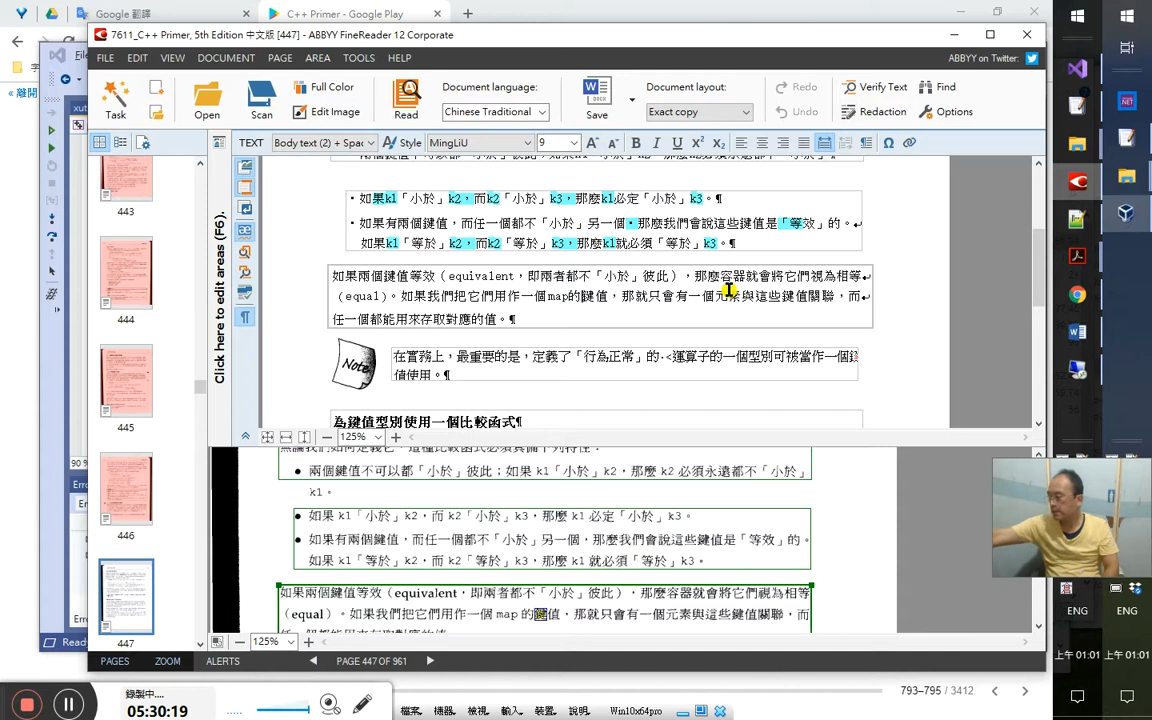 Google 翻譯
C++ Primer - Google Play
7611_C++ Primer, 5th Edition 中文版 [447] - ABBYY FineReader 12 Corporate
FILE EDIT VIEW DOCUMENT PAGE AREA TOOLS HELP
ABBYY on Twitter:
« 離開
Task
Open
Scan
Full Color
Edit Image
Read
Document language:
Chinese Traditional
Save
Document layout:
Exact copy
Redo
Undo
Verify Text
Find
Redaction
Options
TEXT Body text (2) + Spac Style MingLiU 9
Click here to edit areas (F6).
443
444
445
446
447
・如果k1「小於」k2，而k2「小於」k3，那麼k1必定「小於」k3。¶
・如果有兩個鍵值，而任一個都不「小於」另一個・那麼我們會說這些鍵值是「等效」的。↵
如果k1「等於」k2，而k2「等於」k3，那麼k1就必須「等於」k3。¶
如果兩個鍵值等效（equivalent，即兩者都不「小於」彼此），那麼容器就會將它們視為相等↵
（equal）。如果我們把它們用作一個map的鍵值，那就只會有一個元素與這些鍵值關聯，而↵
任一個都能用來存取對應的值。¶
Note
在實務上，最重要的是，定義了「行為正常」的·<運算子的一個型別可被當作一個鍵
值使用。¶
為鍵值型別使用一個比較函式¶
125%
● 兩個鍵值不可以都「小於」彼此；如果 k1「小於」k2，那麼 k2 必須永遠都不「小於」
k1。
● 如果 k1「小於」k2，而 k2「小於」k3，那麼 k1 必定「小於」k3。
● 如果有兩個鍵值，而任一個都不「小於」另一個，那麼我們會說這些鍵值是「等效」的。
如果 k1「等於」k2，而 k2「等於」k3，那麼 k1 就必須「等於」k3。
如果兩個鍵值等效（equivalent，即兩者都不「小於」彼此），那麼容器就會將它們視為相等
（equal）。如果我們把它們用作一個 map 的鍵值，那就只會有一個元素與這些鍵值關聯，而
125%
PAGES ZOOM ALERTS PAGE 447 OF 961
90 %
Ready
ENG
ENG
上午 01:01
上午 01:01
錄製中....
05:30:19
793–795 / 3412
檔案 機器 檢視 輸入 裝置 說明 Win10x64pro